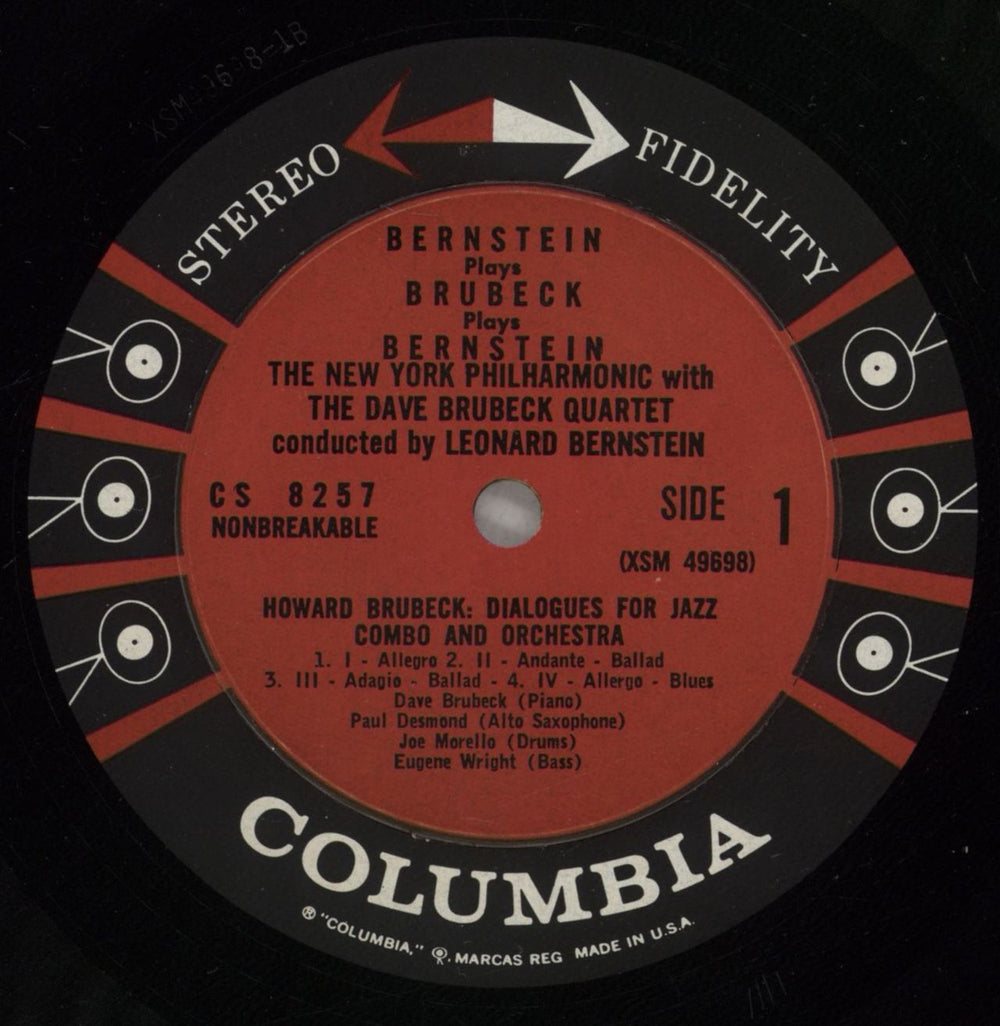 STEREO FIDELITY
BERNSTEIN
Plays
BRUBECK
Plays
BERNSTEIN
THE NEW YORK PHILHARMONIC with
THE DAVE BRUBECK QUARTET
conducted by LEONARD BERNSTEIN
CS 8257
NONBREAKABLE
SIDE 1
(XSM 49698)
HOWARD BRUBECK: DIALOGUES FOR JAZZ
COMBO AND ORCHESTRA
1. I - Allegro 2. II - Andante - Ballad
3. III - Adagio - Ballad - 4. IV - Allergo - Blues
Dave Brubeck (Piano)
Paul Desmond (Alto Saxophone)
Joe Morello (Drums)
Eugene Wright (Bass)
COLUMBIA
® "COLUMBIA," ®. MARCAS REG MADE IN U.S.A.